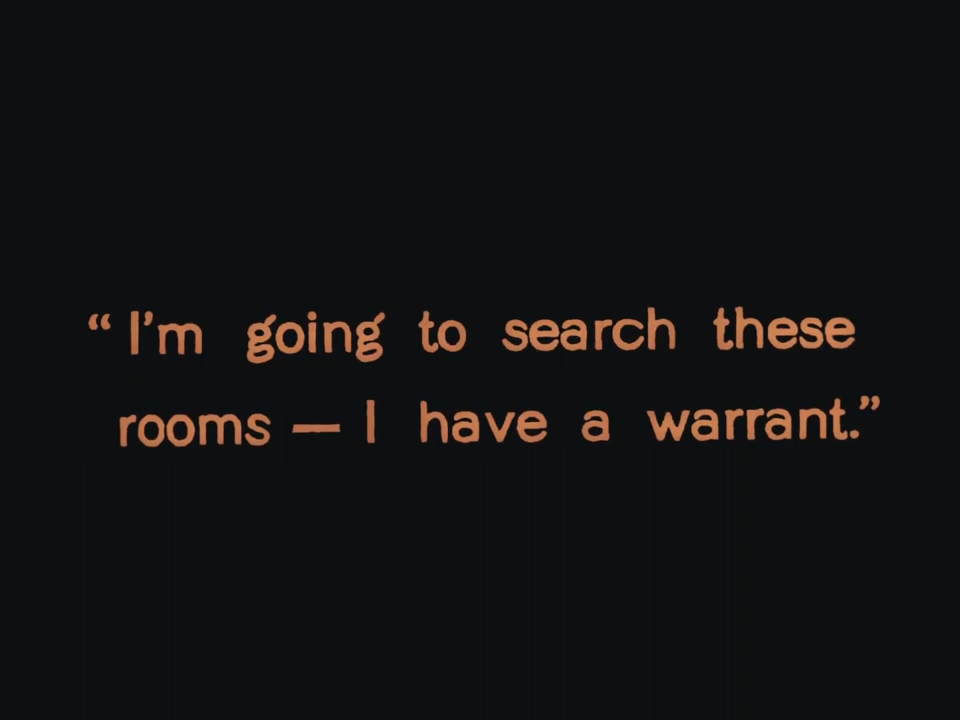 “I'm going to search these
rooms — I have a warrant.”